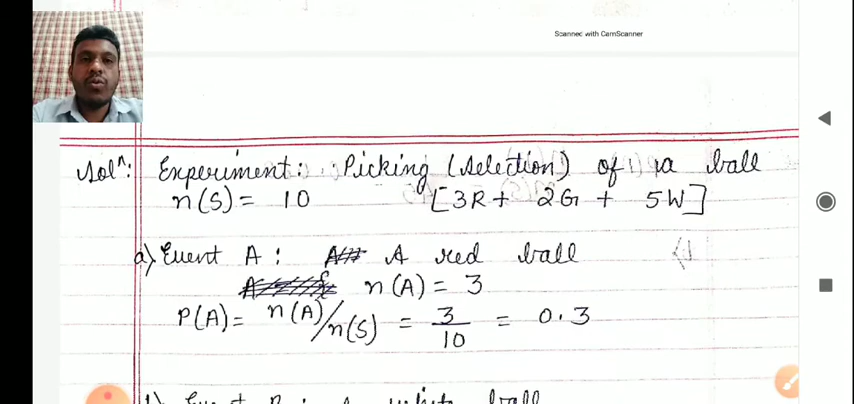 Scanned with CamScanner
Solⁿ: Experiment: Picking (selection) of a ball
n(S) = 10 [3R + 2G + 5W]
a) Event A: A red ball
n(A) = 3
P(A) = n(A)/n(S) = 3/10 = 0.3
ball